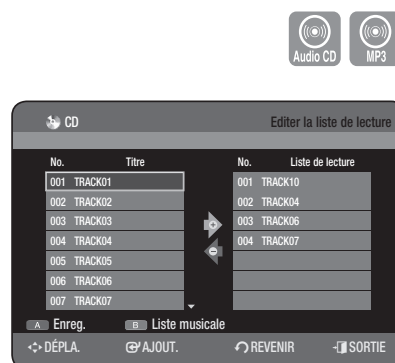 Audio CD MP3
CD Editer la liste de lecture
No. Titre No. Liste de lecture
001 TRACK01 001 TRACK10
002 TRACK02 002 TRACK04
003 TRACK03 003 TRACK06
004 TRACK04 004 TRACK07
005 TRACK05
006 TRACK06
007 TRACK07
A Enreg. B Liste musicale
DÉPLA. AJOUT. REVENIR SORTIE